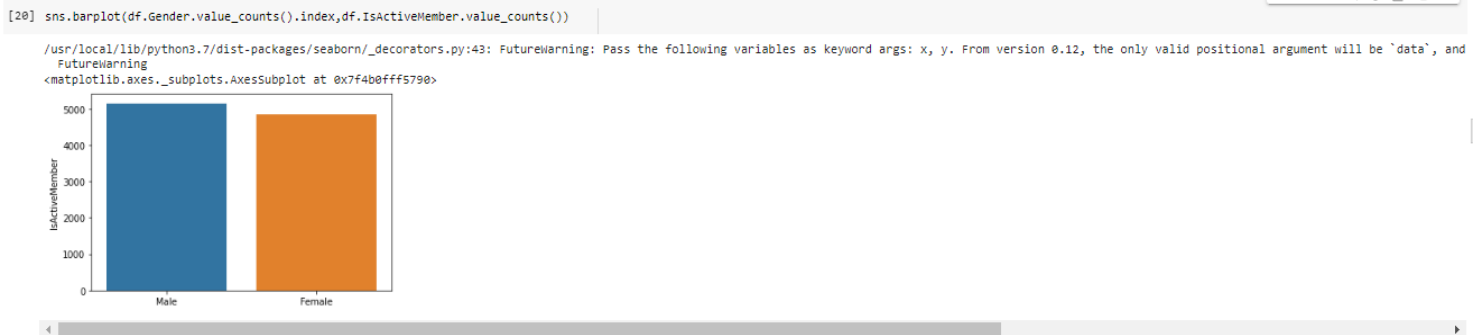 [20] sns.barplot(df.Gender.value_counts().index,df.IsActiveMember.value_counts())
/usr/local/lib/python3.7/dist-packages/seaborn/_decorators.py:43: FutureWarning: Pass the following variables as keyword args: x, y. From version 0.12, the only valid positional argument will be `data`, and
FutureWarning
<matplotlib.axes._subplots.AxesSubplot at 0x7f4b0fff5790>
5000
4000
3000
2000
1000
0
IsActiveMember
Male Female